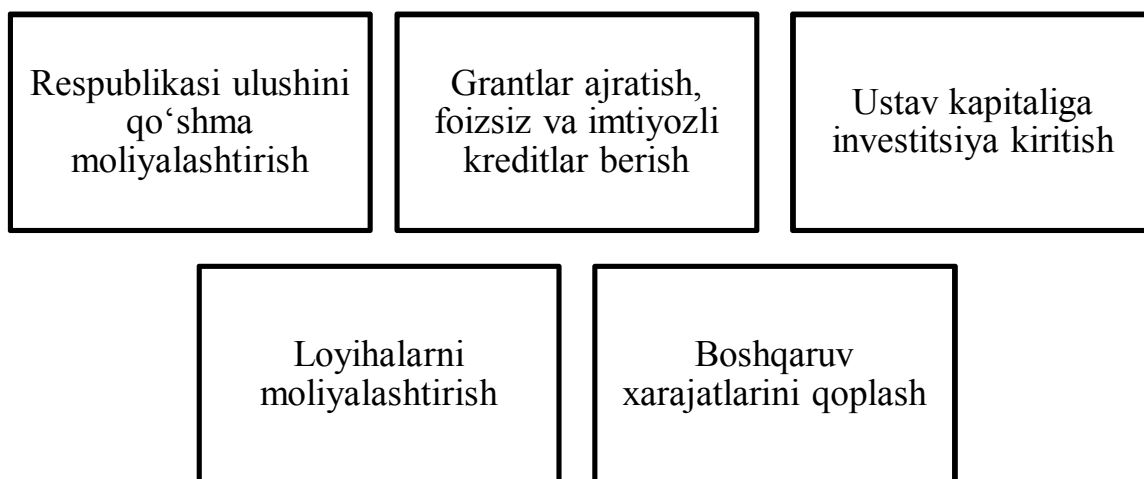 Respublikasi ulushini
qo‘shma
moliyalashtirish
Grantlar ajratish,
foizsiz va imtiyozli
kreditlar berish
Ustav kapitaliga
investitsiya kiritish
Loyihalarni
moliyalashtirish
Boshqaruv
xarajatlarini qoplash